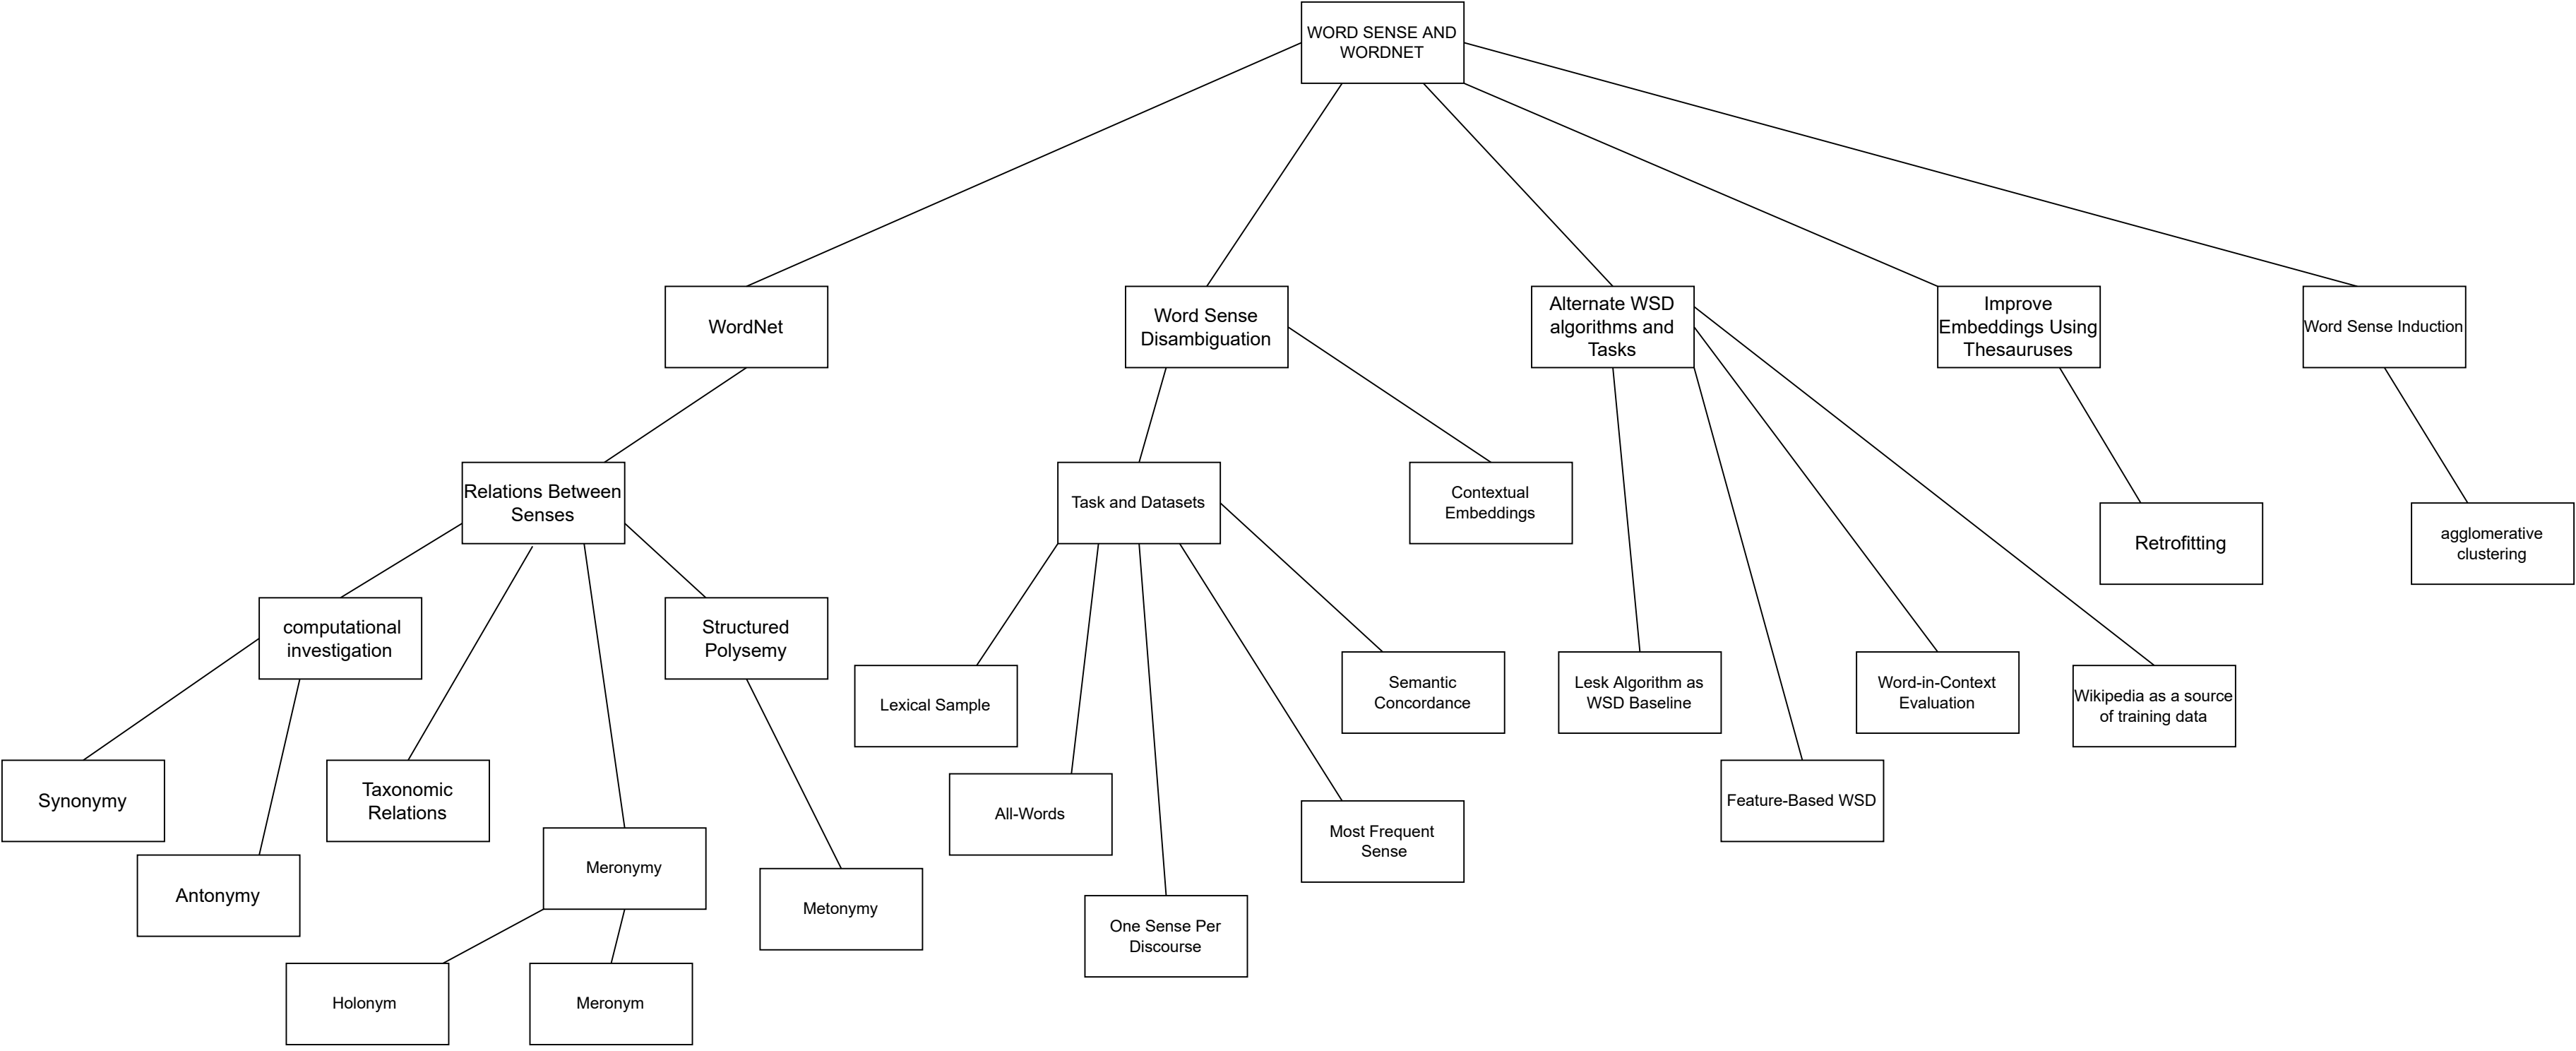 WORD SENSE AND
WORDNET
WordNet
Word Sense
Disambiguation
Alternate WSD
algorithms and
Tasks
Improve
Embeddings Using
Thesauruses
Word Sense Induction
Relations Between
Senses
Task and Datasets
Contextual
Embeddings
Retrofitting
agglomerative
clustering
computational
investigation
Structured
Polysemy
Lexical Sample
Semantic
Concordance
Lesk Algorithm as
WSD Baseline
Word-in-Context
Evaluation
Wikipedia as a source
of training data
Synonymy
Taxonomic
Relations
All-Words
Most Frequent
Sense
Feature-Based WSD
Antonymy
Meronymy
Metonymy
One Sense Per
Discourse
Holonym
Meronym